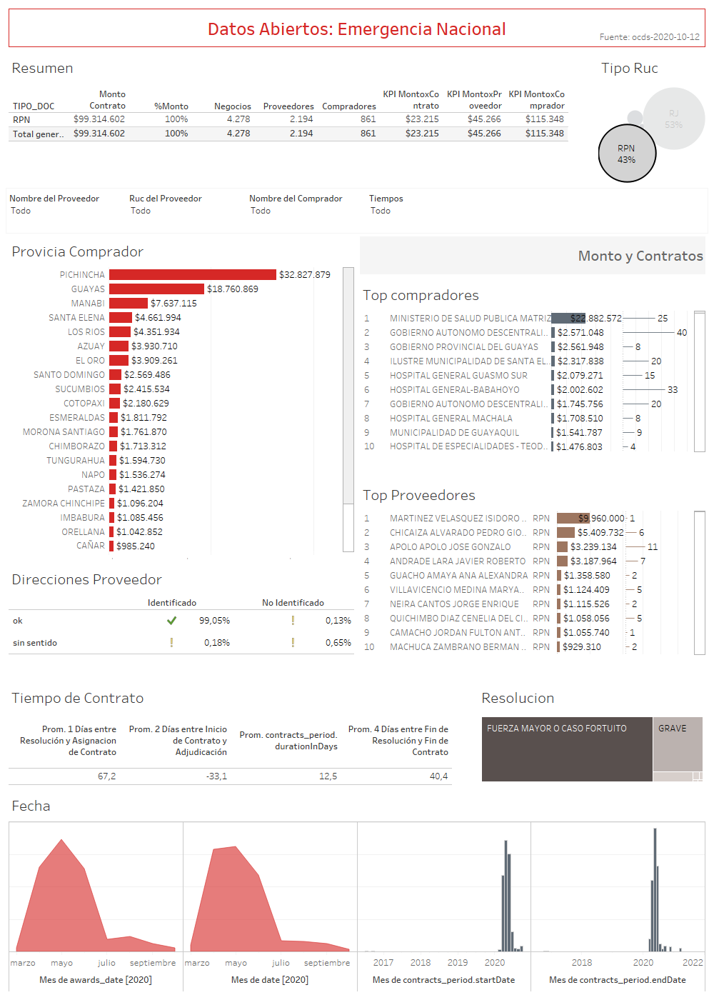 Datos Abiertos: Emergencia Nacional
Fuente: ocds-2020-10-12
Resumen
Tipo Ruc
TIPO_DOC Monto Contrato %Monto Negocios Proveedores Compradores KPI MontoxCo ntrato KPI MontoxPr oveedor KPI MontoxCo mprador
RPN $99.314.602 100% 4.278 2.194 861 $23.215 $45.266 $115.348
Total gener.. $99.314.602 100% 4.278 2.194 861 $23.215 $45.266 $115.348
RJ
53%
RPN
43%
Nombre del Proveedor Ruc del Proveedor Nombre del Comprador Tiempos
Todo Todo Todo Todo
Provicia Comprador
PICHINCHA $32.827.879
GUAYAS $18.760.869
MANABI $7.637.115
SANTA ELENA $4.661.994
LOS RIOS $4.351.934
AZUAY $3.930.710
EL ORO $3.909.261
SANTO DOMINGO $2.569.486
SUCUMBIOS $2.415.534
COTOPAXI $2.180.629
ESMERALDAS $1.811.792
MORONA SANTIAGO $1.761.870
CHIMBORAZO $1.713.312
TUNGURAHUA $1.594.730
NAPO $1.536.274
PASTAZA $1.421.850
ZAMORA CHINCHIPE $1.096.204
IMBABURA $1.085.456
ORELLANA $1.042.852
CAÑAR $985.240
Monto y Contratos
Top compradores
1 MINISTERIO DE SALUD PUBLICA MATRIZ $22.882.572 25
2 GOBIERNO AUTONOMO DESCENTRALI.. $2.571.048 40
3 GOBIERNO PROVINCIAL DEL GUAYAS $2.561.948 8
4 ILUSTRE MUNICIPALIDAD DE SANTA EL.. $2.317.838 20
5 HOSPITAL GENERAL GUASMO SUR $2.079.271 15
6 HOSPITAL GENERAL-BABAHOYO $2.002.602 33
7 GOBIERNO AUTONOMO DESCENTRALI.. $1.745.756 20
8 HOSPITAL GENERAL MACHALA $1.708.510 8
9 MUNICIPALIDAD DE GUAYAQUIL $1.541.787 9
10 HOSPITAL DE ESPECIALIDADES - TEOD.. $1.476.803 4
Top Proveedores
1 MARTINEZ VELASQUEZ ISIDORO .. RPN $9.960.000 1
2 CHICAIZA ALVARADO PEDRO GIO.. RPN $5.409.732 6
3 APOLO APOLO JOSE GONZALO RPN $3.239.134 11
4 ANDRADE LARA JAVIER ROBERTO RPN $3.187.964 7
5 GUACHO AMAYA ANA ALEXANDRA RPN $1.358.580 2
6 VILLAVICENCIO MEDINA MARYA.. RPN $1.124.409 5
7 NEIRA CANTOS JORGE ENRIQUE RPN $1.115.526 2
8 QUICHIMBO DIAZ CENELIA DEL CI.. RPN $1.058.056 5
9 CAMACHO JORDAN FULTON ANT.. RPN $1.055.740 1
10 MACHUCA ZAMBRANO BERMAN .. RPN $929.310 2
Direcciones Proveedor
Identificado No Identificado
ok 99,05% 0,13%
sin sentido 0,18% 0,65%
Tiempo de Contrato
Prom. 1 Días entre Resolución y Asignacion de Contrato Prom. 2 Días entre Inicio de Contrato y Adjudicación Prom. contracts_period. durationInDays Prom. 4 Días entre Fin de Resolución y Fin de Contrato
67,2 -33,1 12,5 40,4
Resolucion
FUERZA MAYOR O CASO FORTUITO GRAVE
Fecha
marzo mayo julio septiembre marzo mayo julio septiembre 2017 2018 2019 2020 2018 2020 2022
Mes de awards_date [2020] Mes de date [2020] Mes de contracts_period.startDate Mes de contracts_period.endDate